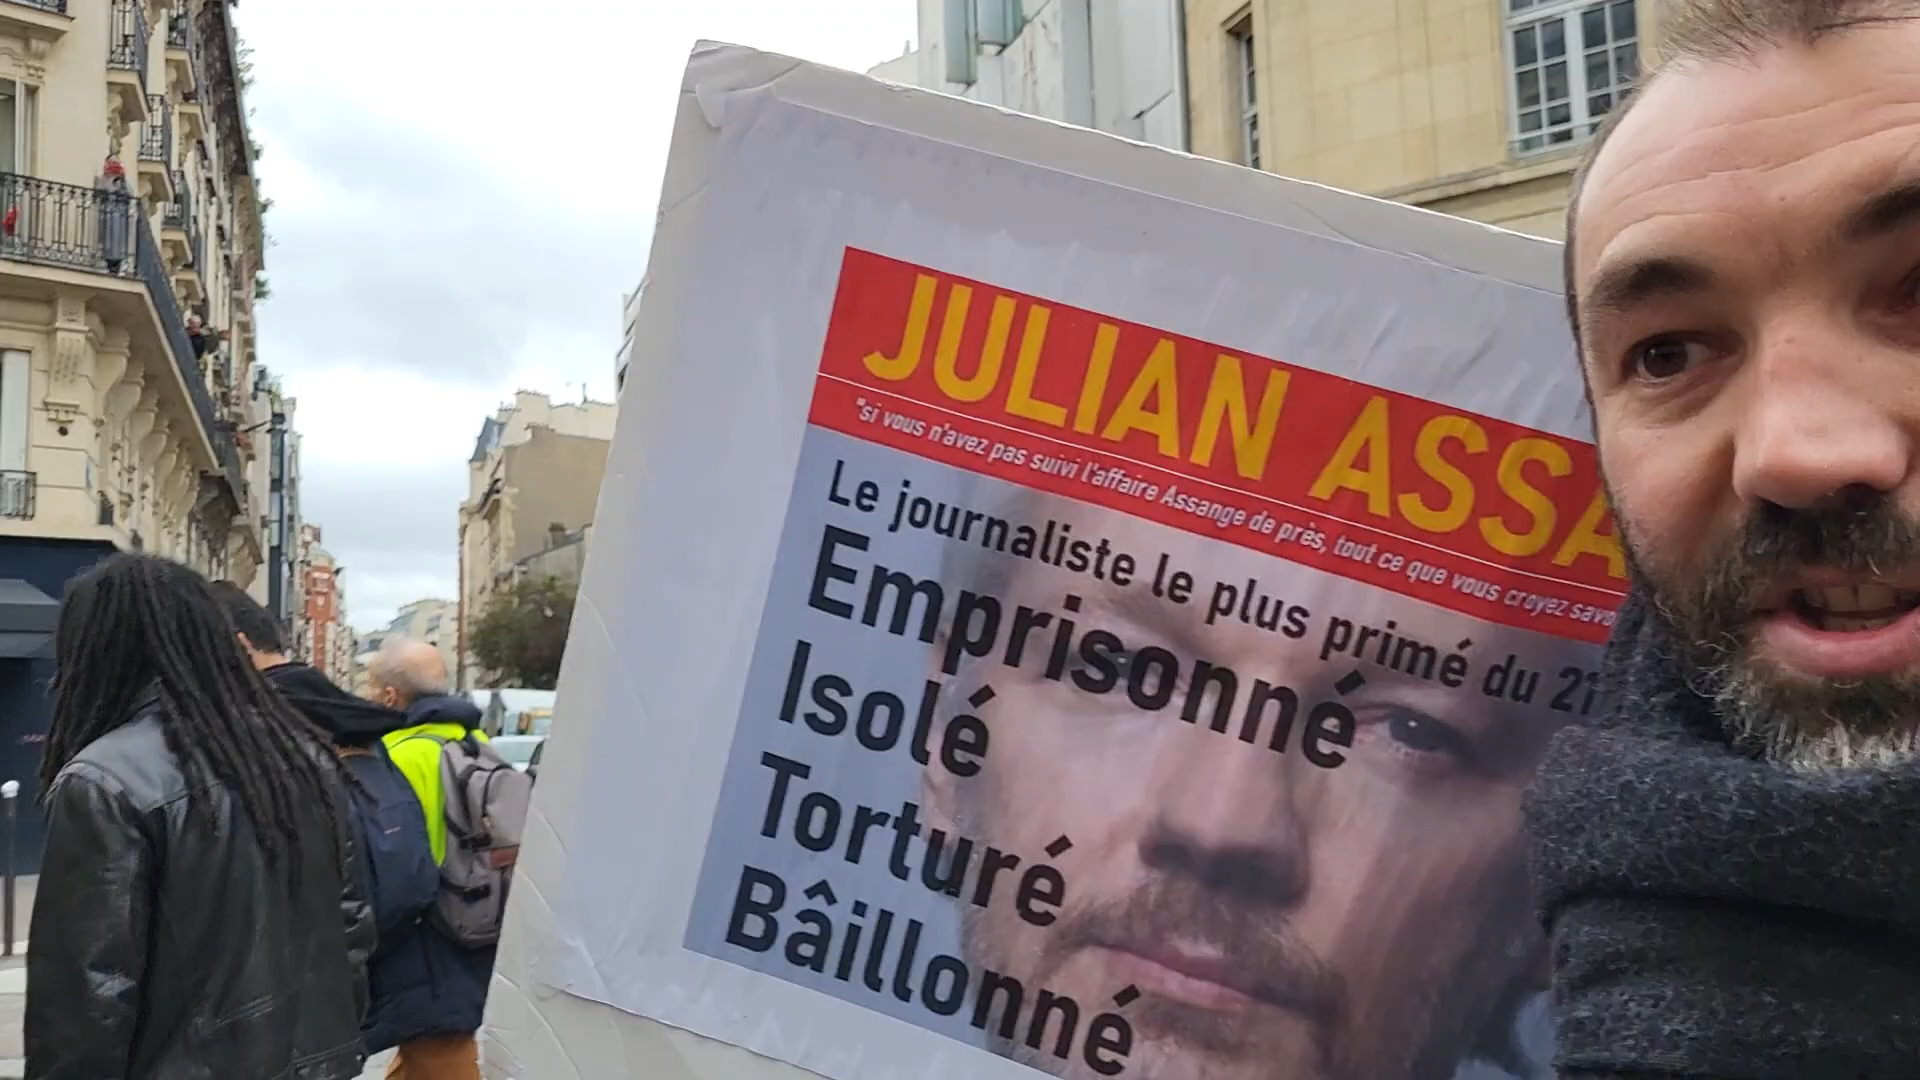 JULIAN ASSA
"si vous n'avez pas suivi l'affaire Assange de près, tout ce que vous croyez savo
Le journaliste le plus primé du 21
Emprisonné
Isolé
Torturé
Bâillonné